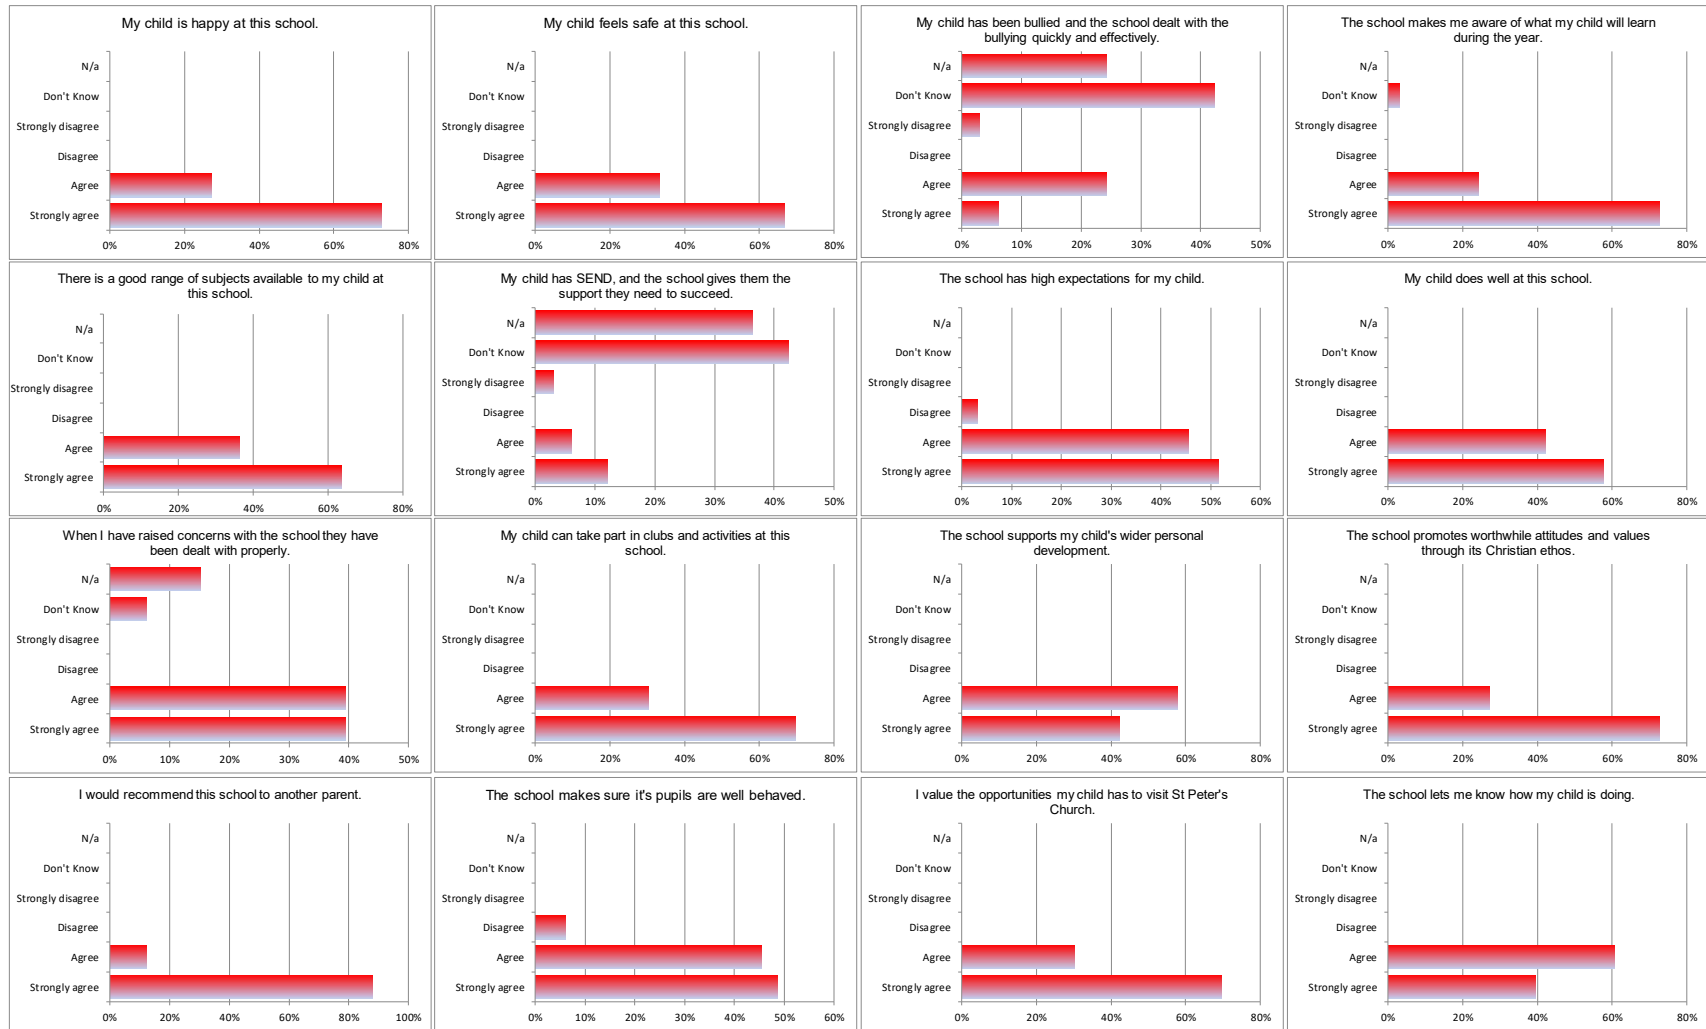 My child is happy at this school.
N/a
Don't Know
Strongly disagree
Disagree
Agree
Strongly agree
0% 20% 40% 60% 80%
My child feels safe at this school.
N/a
Don't Know
Strongly disagree
Disagree
Agree
Strongly agree
0% 20% 40% 60% 80%
My child has been bullied and the school dealt with the
bullying quickly and effectively.
N/a
Don't Know
Strongly disagree
Disagree
Agree
Strongly agree
0% 10% 20% 30% 40% 50%
The school makes me aware of what my child will learn
during the year.
N/a
Don't Know
Strongly disagree
Disagree
Agree
Strongly agree
0% 20% 40% 60% 80%
There is a good range of subjects available to my child at
this school.
N/a
Don't Know
Strongly disagree
Disagree
Agree
Strongly agree
0% 20% 40% 60% 80%
My child has SEND, and the school gives them the
support they need to succeed.
N/a
Don't Know
Strongly disagree
Disagree
Agree
Strongly agree
0% 10% 20% 30% 40% 50%
The school has high expectations for my child.
N/a
Don't Know
Strongly disagree
Disagree
Agree
Strongly agree
0% 10% 20% 30% 40% 50% 60%
My child does well at this school.
N/a
Don't Know
Strongly disagree
Disagree
Agree
Strongly agree
0% 20% 40% 60% 80%
When I have raised concerns with the school they have
been dealt with properly.
N/a
Don't Know
Strongly disagree
Disagree
Agree
Strongly agree
0% 10% 20% 30% 40% 50%
My child can take part in clubs and activities at this
school.
N/a
Don't Know
Strongly disagree
Disagree
Agree
Strongly agree
0% 20% 40% 60% 80%
The school supports my child's wider personal
development.
N/a
Don't Know
Strongly disagree
Disagree
Agree
Strongly agree
0% 20% 40% 60% 80%
The school promotes worthwhile attitudes and values
through its Christian ethos.
N/a
Don't Know
Strongly disagree
Disagree
Agree
Strongly agree
0% 20% 40% 60% 80%
I would recommend this school to another parent.
N/a
Don't Know
Strongly disagree
Disagree
Agree
Strongly agree
0% 20% 40% 60% 80% 100%
The school makes sure it's pupils are well behaved.
N/a
Don't Know
Strongly disagree
Disagree
Agree
Strongly agree
0% 10% 20% 30% 40% 50% 60%
I value the opportunities my child has to visit St Peter's
Church.
N/a
Don't Know
Strongly disagree
Disagree
Agree
Strongly agree
0% 20% 40% 60% 80%
The school lets me know how my child is doing.
N/a
Don't Know
Strongly disagree
Disagree
Agree
Strongly agree
0% 20% 40% 60% 80%